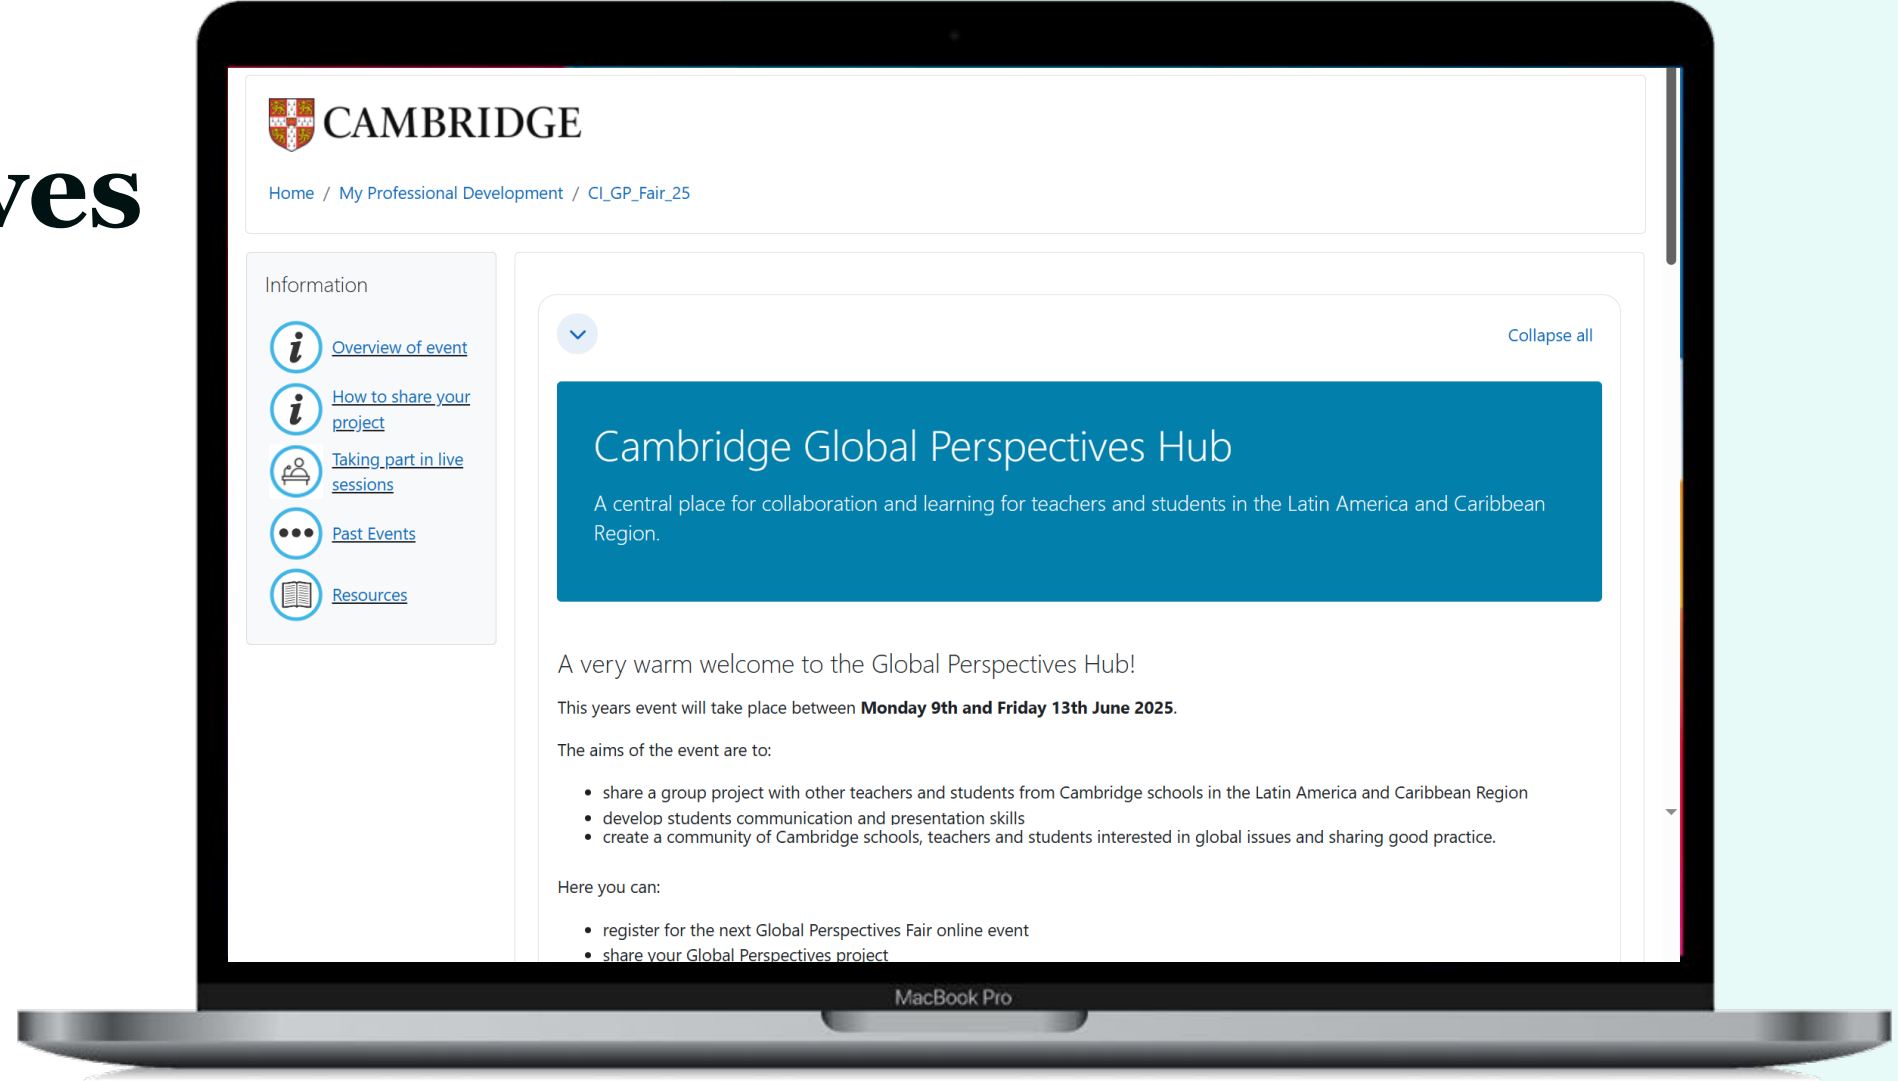 ves
CAMBRIDGE
Home / My Professional Development / CI_GP_Fair_25
Information
Overview of event
How to share your
project
Taking part in live
sessions
Past Events
Resources
Collapse all
Cambridge Global Perspectives Hub
A central place for collaboration and learning for teachers and students in the Latin America and Caribbean
Region.
A very warm welcome to the Global Perspectives Hub!
This years event will take place between Monday 9th and Friday 13th June 2025.
The aims of the event are to:
• share a group project with other teachers and students from Cambridge schools in the Latin America and Caribbean Region
• develop students communication and presentation skills
• create a community of Cambridge schools, teachers and students interested in global issues and sharing good practice.
Here you can:
• register for the next Global Perspectives Fair online event
• share your Global Perspectives project
MacBook Pro